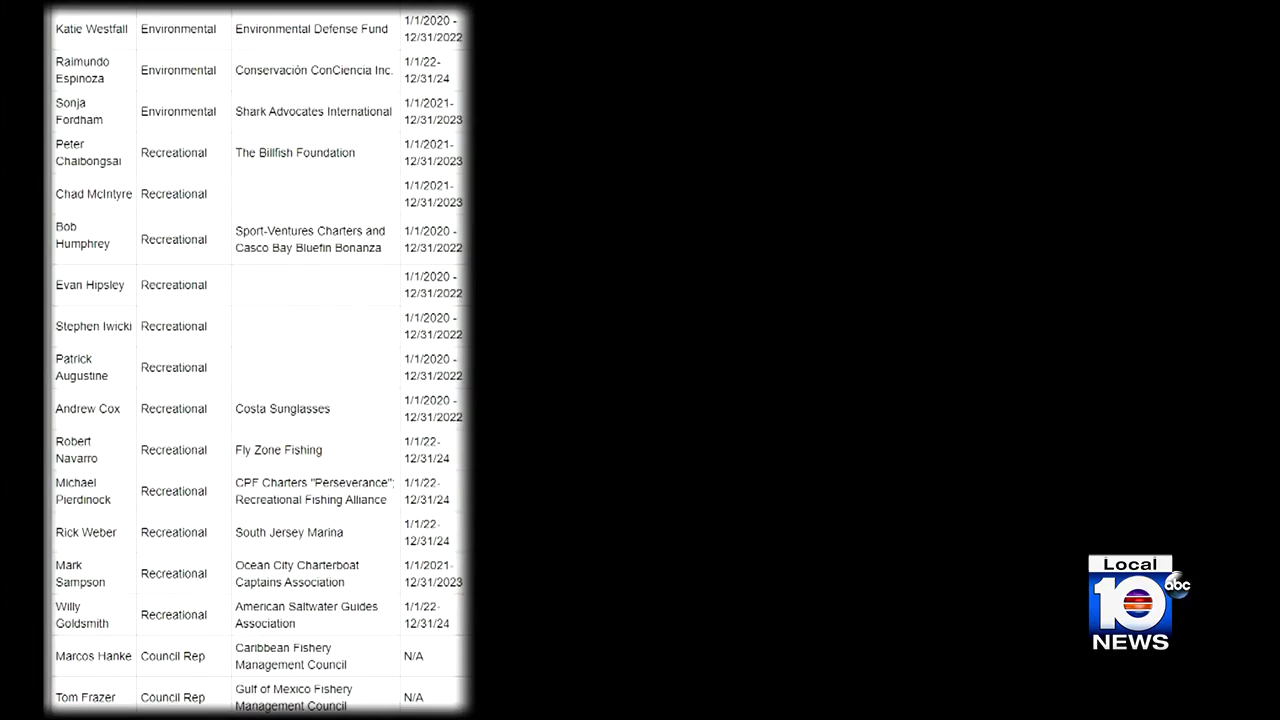 Katie Westfall Environmental Environmental Defense Fund 1/1/2020 -
12/31/2022
Raimundo
Espinoza Environmental Conservación ConCiencia Inc. 1/1/22-
12/31/24
Sonja
Fordham Environmental Shark Advocates International 1/1/2021-
12/31/2023
Peter
Chaibongsai Recreational The Billfish Foundation 1/1/2021-
12/31/2023
Chad McIntyre Recreational 1/1/2021-
12/31/2023
Bob
Humphrey Recreational Sport-Ventures Charters and
Casco Bay Bluefin Bonanza 1/1/2020 -
12/31/2022
Evan Hipsley Recreational 1/1/2020 -
12/31/2022
Stephen Iwicki Recreational 1/1/2020 -
12/31/2022
Patrick
Augustine Recreational 1/1/2020 -
12/31/2022
Andrew Cox Recreational Costa Sunglasses 1/1/2020 -
12/31/2022
Robert
Navarro Recreational Fly Zone Fishing 1/1/22-
12/31/24
Michael
Pierdinock Recreational CPF Charters "Perseverance";
Recreational Fishing Alliance 1/1/22-
12/31/24
Rick Weber Recreational South Jersey Marina 1/1/22-
12/31/24
Mark
Sampson Recreational Ocean City Charterboat
Captains Association 1/1/2021-
12/31/2023
Willy
Goldsmith Recreational American Saltwater Guides
Association 1/1/22-
12/31/24
Marcos Hanke Council Rep Caribbean Fishery
Management Council N/A
Tom Frazer Council Rep Gulf of Mexico Fishery
Management Council N/A
Local
10 abc
NEWS